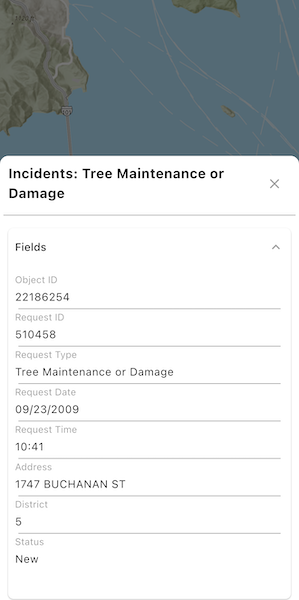 Incidents: Tree Maintenance or
Damage
Fields
Object ID
22186254
Request ID
510458
Request Type
Tree Maintenance or Damage
Request Date
09/23/2009
Request Time
10:41
Address
1747 BUCHANAN ST
District
5
Status
New